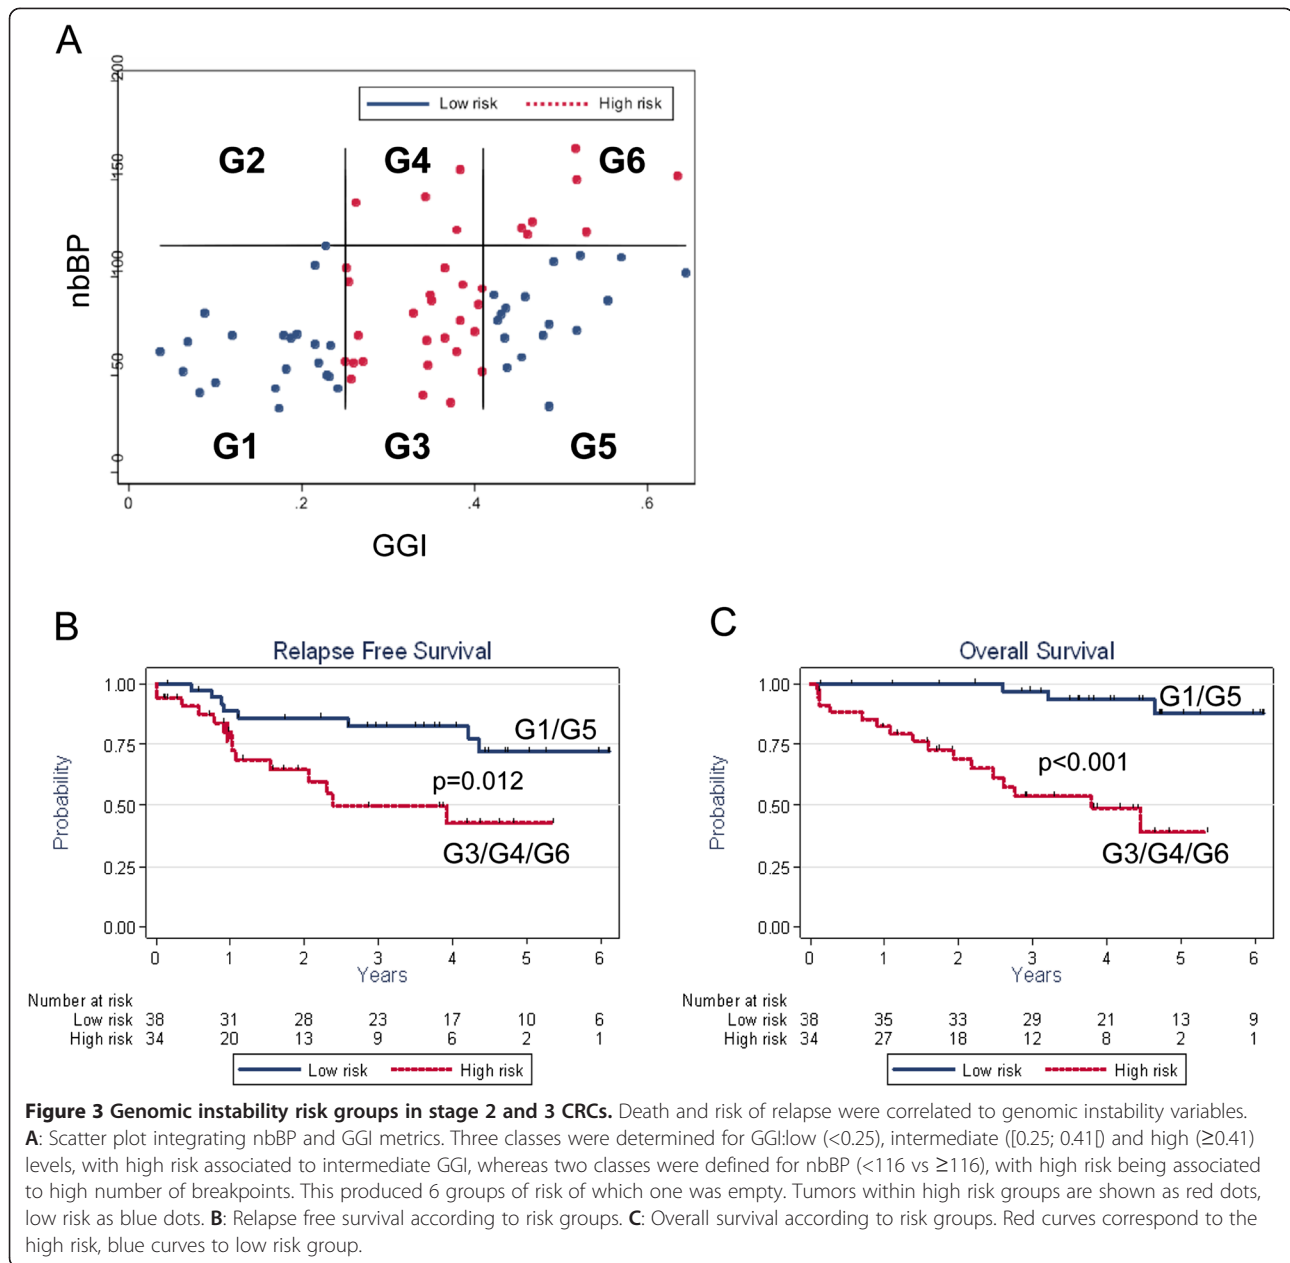 A
200
Low risk High risk
G2 G4 G6
150
nbBP
100
50
G1 G3 G5
0
0 .2 .4 .6
GGI
B
Relapse Free Survival
1.00
G1/G5
0.75
p=0.012
Probability
0.50
G3/G4/G6
0.25
0.00
0 1 2 3 4 5 6
Years
Number at risk
Low risk 38 31 28 23 17 10 6
High risk 34 20 13 9 6 2 1
Low risk High risk
C
Overall Survival
1.00
G1/G5
0.75
p<0.001
Probability
0.50
G3/G4/G6
0.25
0.00
0 1 2 3 4 5 6
Years
Number at risk
Low risk 38 35 33 29 21 13 9
High risk 34 27 18 12 8 2 1
Low risk High risk
Figure 3 Genomic instability risk groups in stage 2 and 3 CRCs. Death and risk of relapse were correlated to genomic instability variables.
A: Scatter plot integrating nbBP and GGI metrics. Three classes were determined for GGI:low (<0.25), intermediate ([0.25; 0.41[) and high (≥0.41)
levels, with high risk associated to intermediate GGI, whereas two classes were defined for nbBP (<116 vs ≥116), with high risk being associated
to high number of breakpoints. This produced 6 groups of risk of which one was empty. Tumors within high risk groups are shown as red dots,
low risk as blue dots. B: Relapse free survival according to risk groups. C: Overall survival according to risk groups. Red curves correspond to the
high risk, blue curves to low risk group.